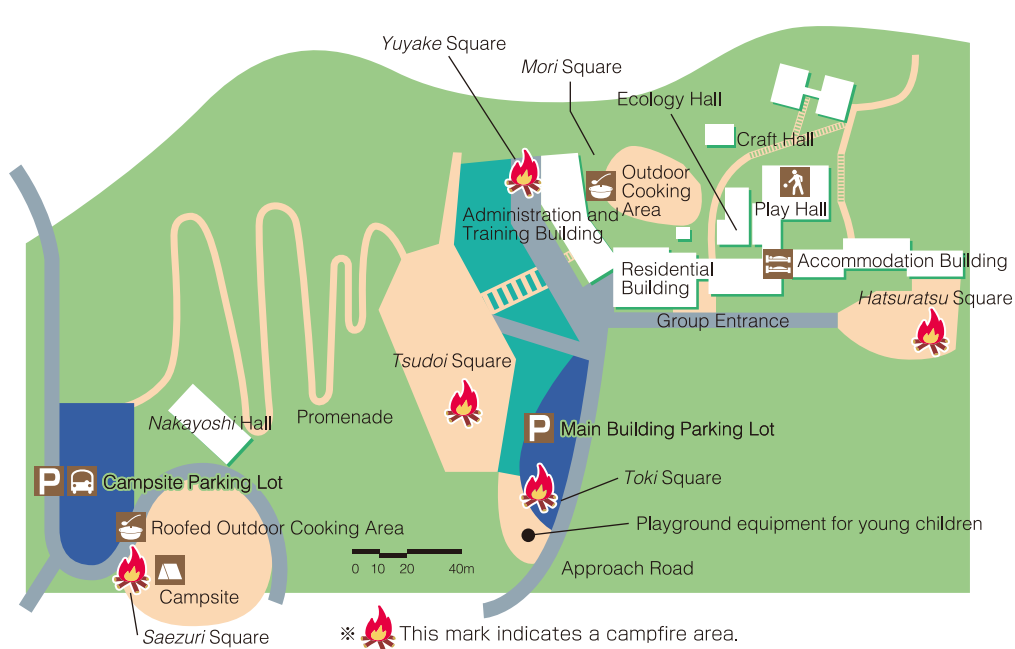 Yuyake Square
Mori Square
Ecology Hall
Craft Hall
Outdoor
Cooking
Area
Play Hall
Administration and
Training Building
Residential
Building
Accommodation Building
Hatsuratsu Square
Group Entrance
Tsudoi Square
Promenade
Nakayoshi Hall
P
Main Building Parking Lot
P
Campsite Parking Lot
Toki Square
Roofed Outdoor Cooking Area
Playground equipment for young children
0 10 20 40m
Approach Road
Campsite
Saezuri Square
※ This mark indicates a campfire area.